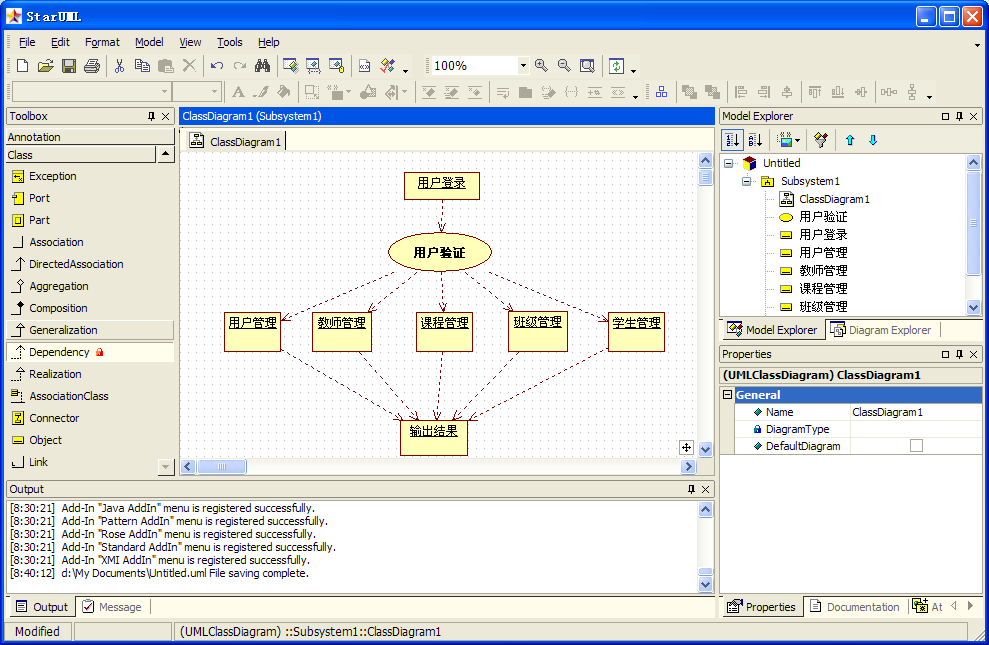 StarUML
File Edit Format Model View Tools Help
100%
Toolbox
Annotation
Class
Exception
Port
Part
Association
DirectedAssociation
Aggregation
Composition
Generalization
Dependency
Realization
AssociationClass
Connector
Object
Link
ClassDiagram1 (Subsystem1)
ClassDiagram1
用户登录
用户验证
用户管理 教师管理 课程管理 班级管理 学生管理
输出结果
Model Explorer
Untitled
Subsystem1
ClassDiagram1
用户验证
用户登录
用户管理
教师管理
课程管理
班级管理
Model Explorer Diagram Explorer
Properties
(UMLClassDiagram) ClassDiagram1
General
Name ClassDiagram1
DiagramType
DefaultDiagram
Properties Documentation At
Output
[8:30:21] Add-In "Java AddIn" menu is registered successfully.
[8:30:21] Add-In "Pattern AddIn" menu is registered successfully.
[8:30:21] Add-In "Rose AddIn" menu is registered successfully.
[8:30:21] Add-In "Standard AddIn" menu is registered successfully.
[8:30:21] Add-In "XMI AddIn" menu is registered successfully.
[8:40:12] d:\My Documents\Untitled.uml File saving complete.
Output Message
Modified (UMLClassDiagram) ::Subsystem1::ClassDiagram1